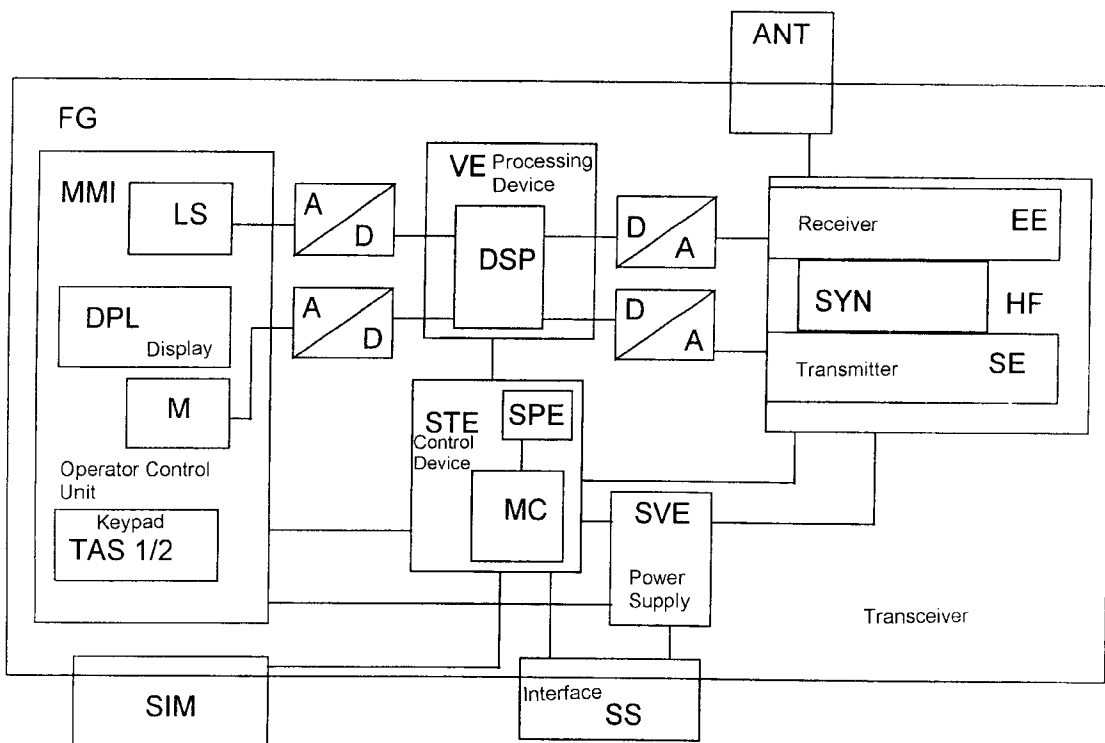 ANT
FG
MMI
LS
A
D
VE Processing
Device
DSP
D
A
Receiver
EE
SYN
HF
Transmitter
SE
DPL
Display
A
D
D
A
M
Operator Control
Unit
Keypad
TAS 1/2
STE
Control
Device
SPE
MC
SVE
Power
Supply
Transceiver
SIM
Interface
SS